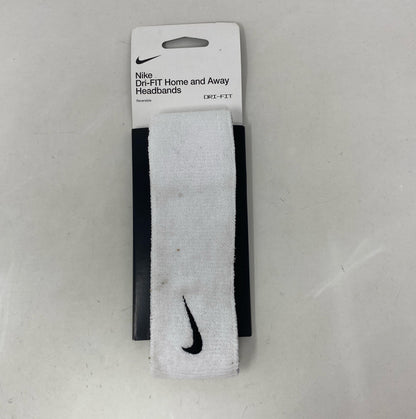 Nike
Dri-FIT Home and Away
Headbands
Reversible
DRI-FIT